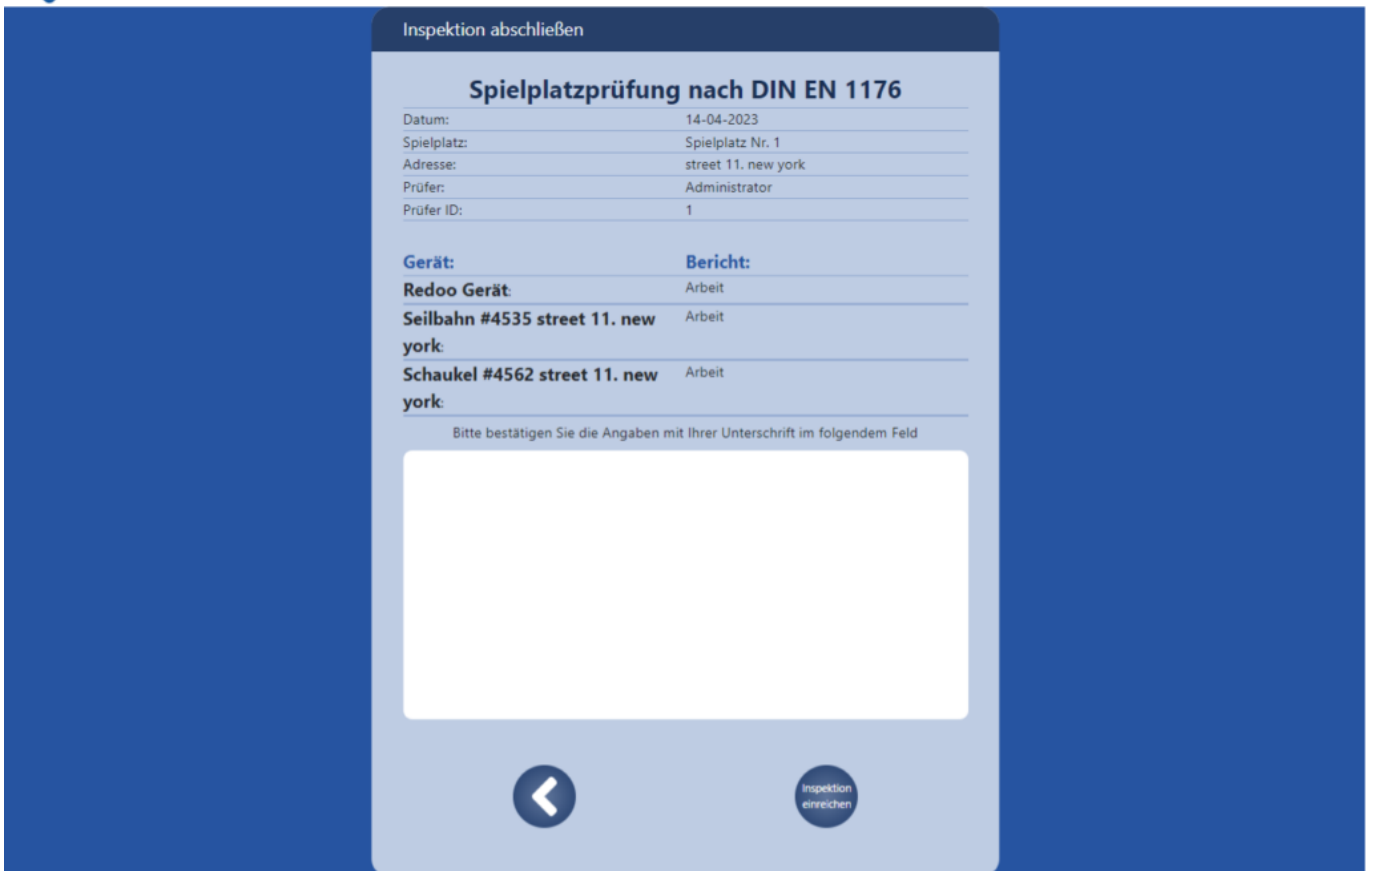 Inspektion abschließen
Spielplatzprüfung nach DIN EN 1176
Datum: 14-04-2023
Spielplatz: Spielplatz Nr. 1
Adresse: street 11. new york
Prüfer: Administrator
Prüfer ID: 1
Gerät: Bericht:
Redoo Gerät: Arbeit
Seilbahn #4535 street 11. new Arbeit
york:
Schaukel #4562 street 11. new Arbeit
york:
Bitte bestätigen Sie die Angaben mit Ihrer Unterschrift im folgendem Feld
Inspektion
einreichen